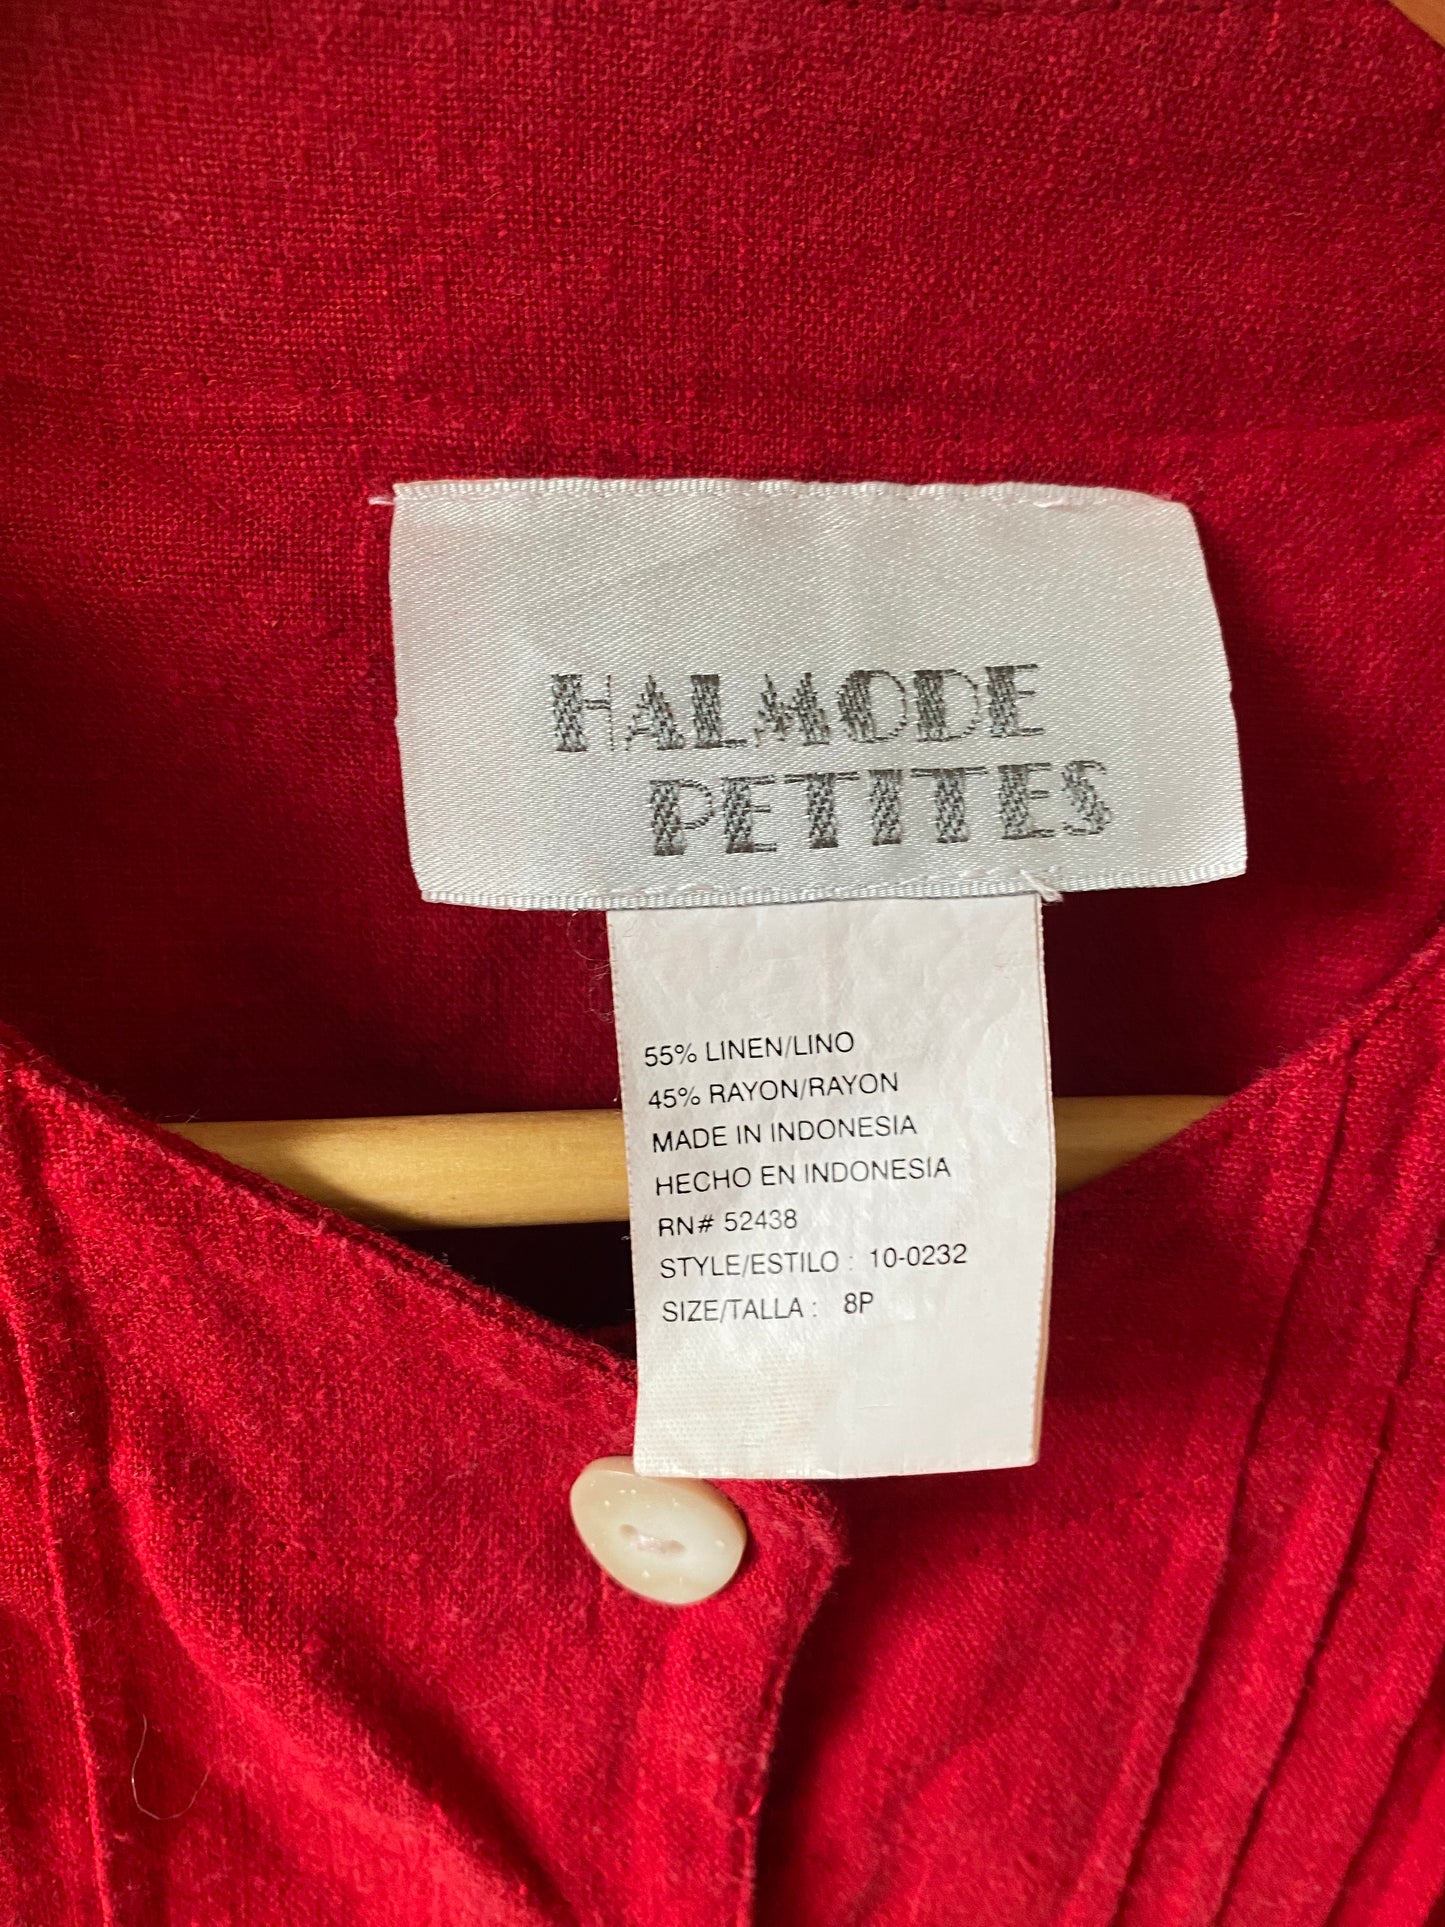 HALMODE
PETITES
55% LINEN/LINO
45% RAYON/RAYON
MADE IN INDONESIA
HECHO EN INDONESIA
RN# 52438
STYLE/ESTILO : 10-0232
SIZE/TALLA : 8P